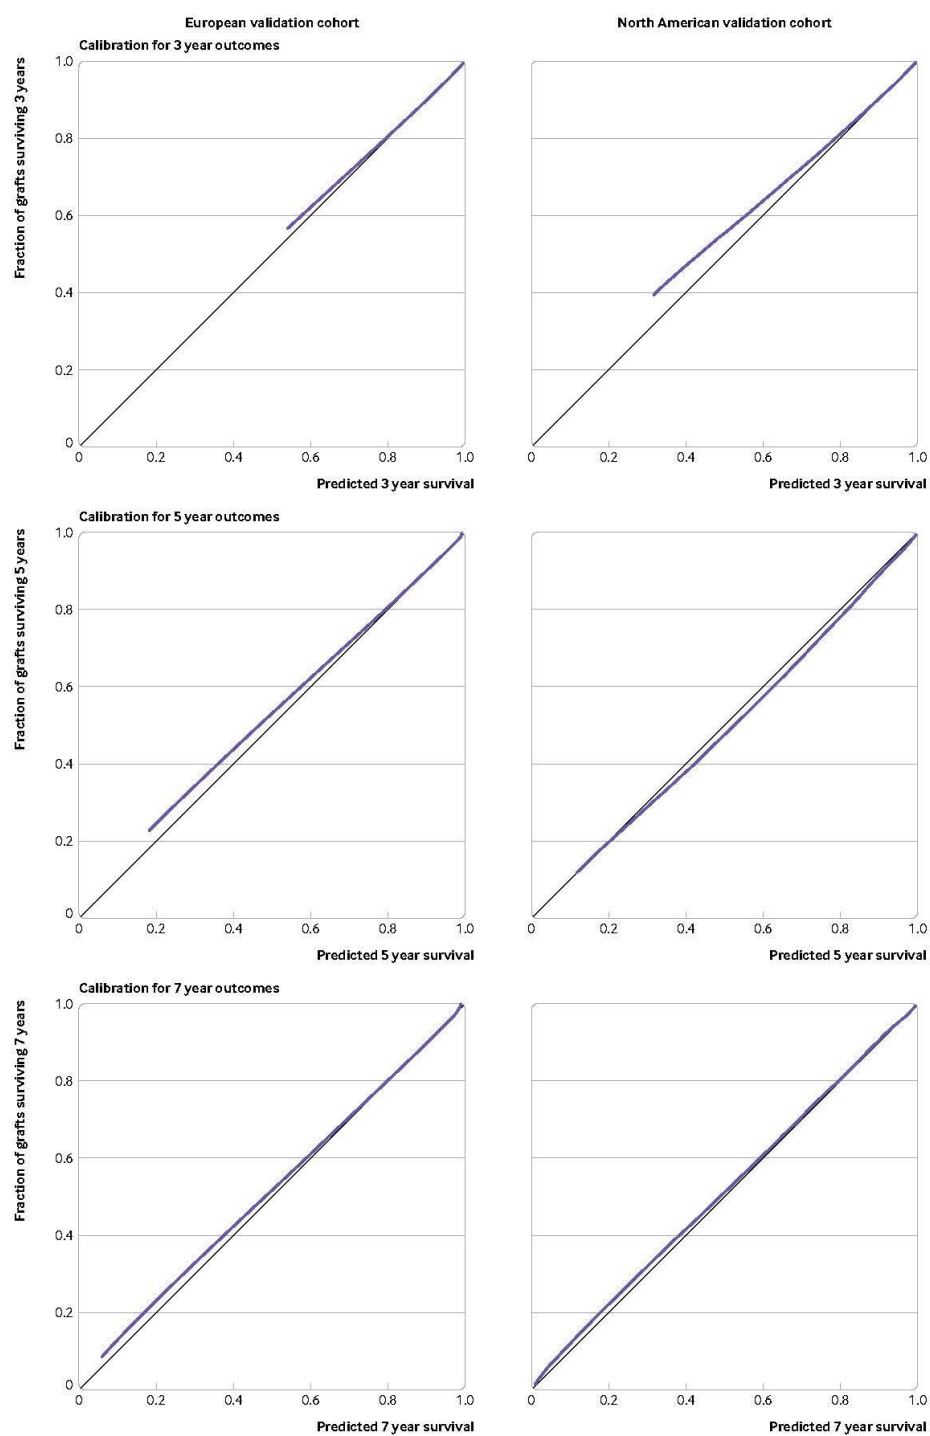 European validation cohort
North American validation cohort
Calibration for 3 year outcomes
Fraction of grafts surviving 3 years
1.0
0.8
0.6
0.4
0.2
0
0 0.2 0.4 0.6 0.8 1.0
0 0.2 0.4 0.6 0.8 1.0
Predicted 3 year survival
Predicted 3 year survival
Calibration for 5 year outcomes
Fraction of grafts surviving 5 years
1.0
0.8
0.6
0.4
0.2
0
0 0.2 0.4 0.6 0.8 1.0
0 0.2 0.4 0.6 0.8 1.0
Predicted 5 year survival
Predicted 5 year survival
Calibration for 7 year outcomes
Fraction of grafts surviving 7 years
1.0
0.8
0.6
0.4
0.2
0
0 0.2 0.4 0.6 0.8 1.0
0 0.2 0.4 0.6 0.8 1.0
Predicted 7 year survival
Predicted 7 year survival